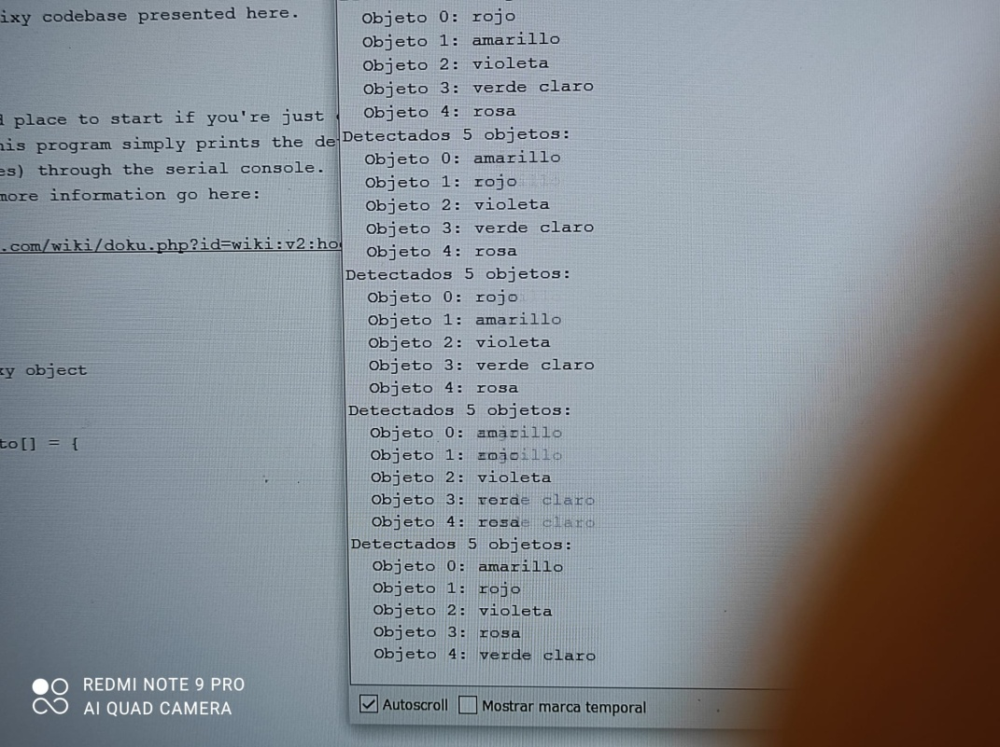 ixy codebase presented here.
place to start if you're just
his program simply prints the de
es) through the serial console.
more information go here:
.com/wiki/doku.php?id=wiki:v2:ho
xy object
to[] = {
Objeto 0: rojo
Objeto 1: amarillo
Objeto 2: violeta
Objeto 3: verde claro
Objeto 4: rosa
Detectados 5 objetos:
Objeto 0: amarillo
Objeto 1: rojo
Objeto 2: violeta
Objeto 3: verde claro
Objeto 4: rosa
Detectados 5 objetos:
Objeto 0: rojo
Objeto 1: amarillo
Objeto 2: violeta
Objeto 3: verde claro
Objeto 4: rosa
Detectados 5 objetos:
Objeto 0: amarillo
Objeto 1:
Objeto 2: violeta
Objeto 3: claro
Objeto 4: claro
Detectados 5 objetos:
Objeto 0: amarillo
Objeto 1: rojo
Objeto 2: violeta
Objeto 3: rosa
Objeto 4: verde claro
Autoscroll Mostrar marca temporal
REDMI NOTE 9 PRO
AI QUAD CAMERA